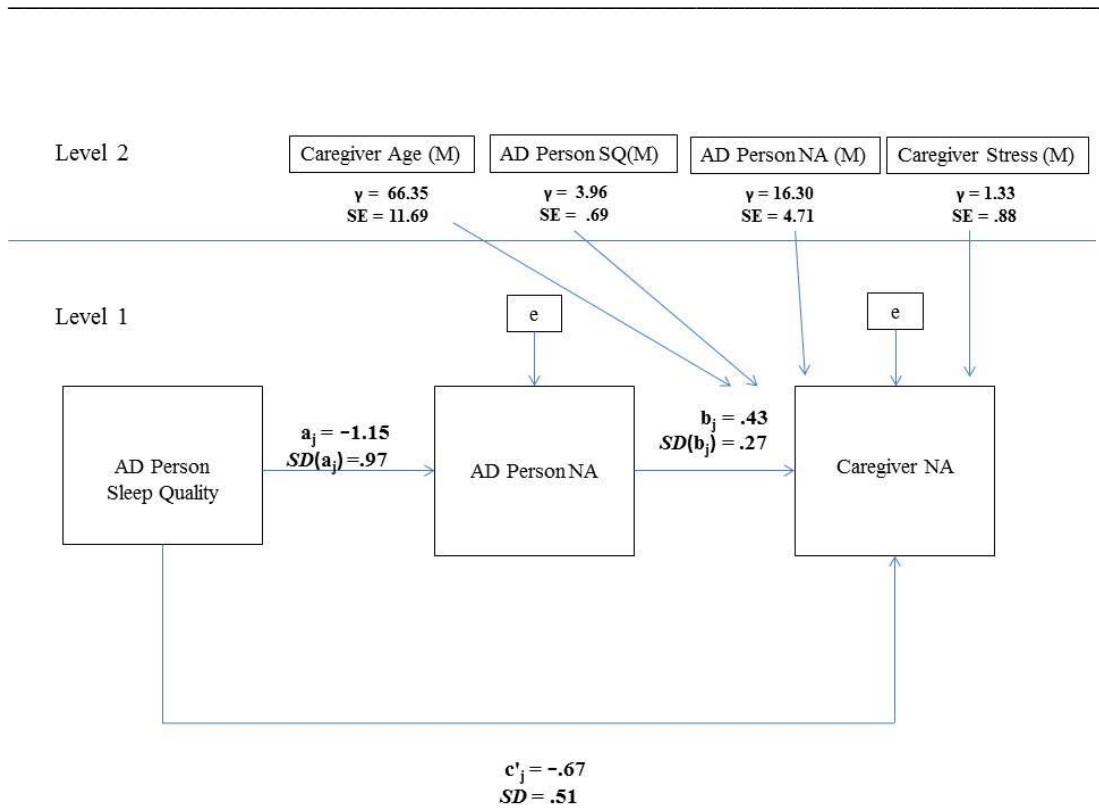 Level 2
Caregiver Age (M)
AD Person SQ(M)
AD Person NA (M)
Caregiver Stress (M)
γ = 66.35
SE = 11.69
γ = 3.96
SE = .69
γ = 16.30
SE = 4.71
γ = 1.33
SE = .88
Level 1
e
e
AD Person
Sleep Quality
aj = -1.15
SD(aj) =.97
AD Person NA
bj = .43
SD(bj) = .27
Caregiver NA
c'j = -.67
SD = .51